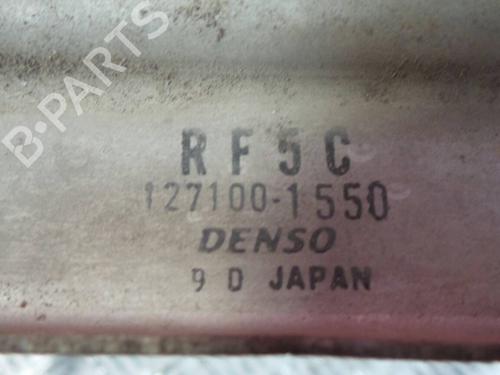 B-PARTS
RF5C
127100-1550
DENSO
9 D JAPAN